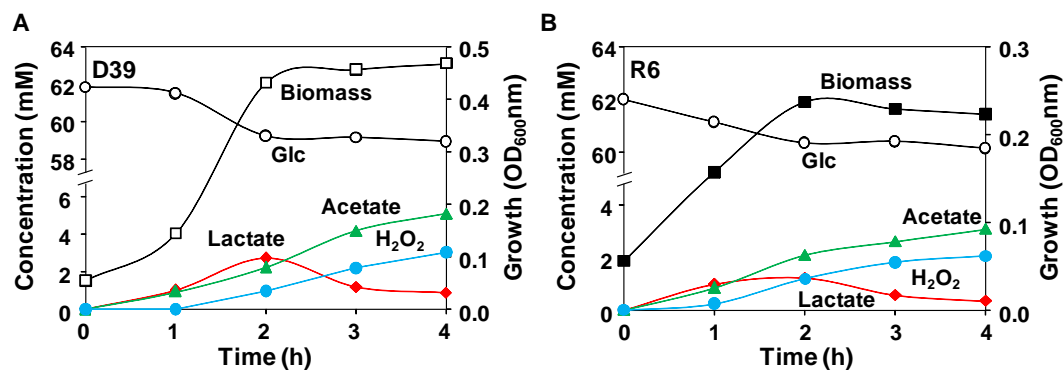 A
D39
Concentration (mM)
64
62
60
58
6
4
2
0
Biomass
Glc
Acetate
Lactate
H₂O₂
0.5
0.4
0.3
0.2
0.1
0.0
Growth (OD₆₀₀nm)
0 1 2 3 4
Time (h)
B
R6
Concentration (mM)
64
62
60
6
4
2
0
Biomass
Glc
Acetate
H₂O₂
Lactate
0.3
0.2
0.1
0.0
Growth (OD₆₀₀nm)
0 1 2 3 4
Time (h)